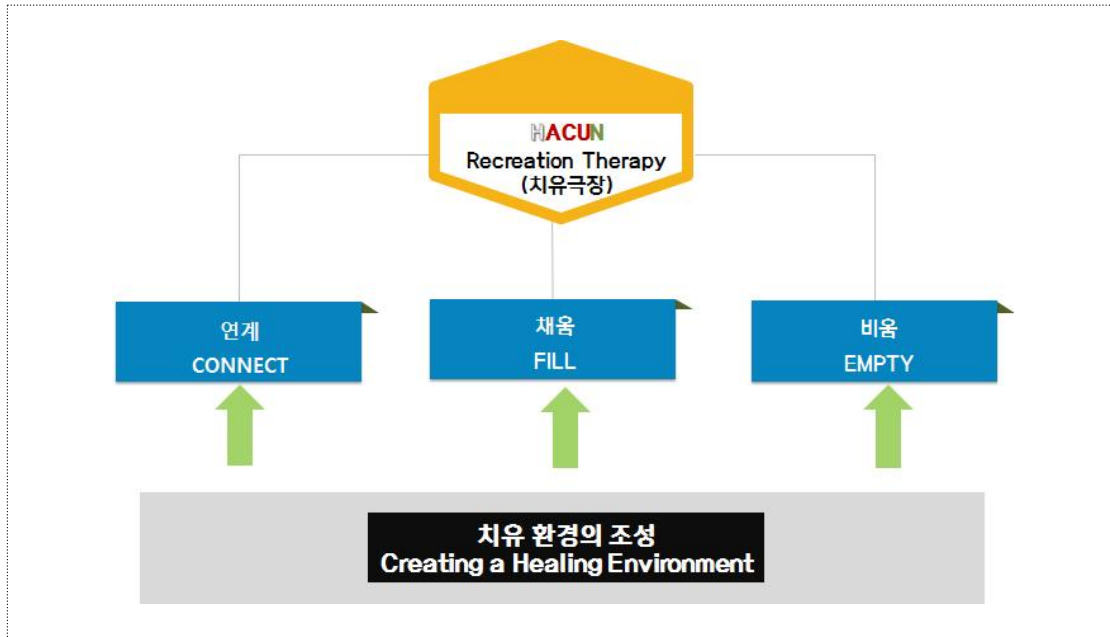 HACUN
Recreation Therapy
(치유극장)
연계
CONNECT
채움
FILL
비움
EMPTY
치유 환경의 조성
Creating a Healing Environment